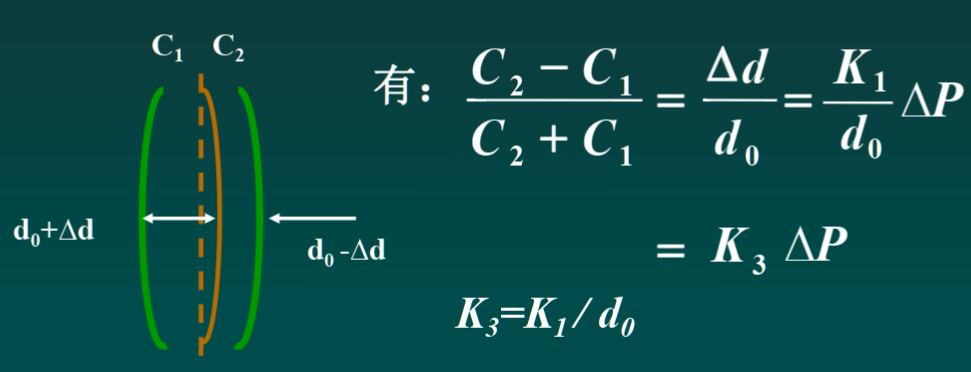 C₁ C₂
有： (C₂ − C₁)/(C₂ + C₁) = Δd/d₀ = K₁/d₀ ΔP
d₀+Δd
d₀ -Δd
= K₃ ΔP
K₃=K₁/ d₀